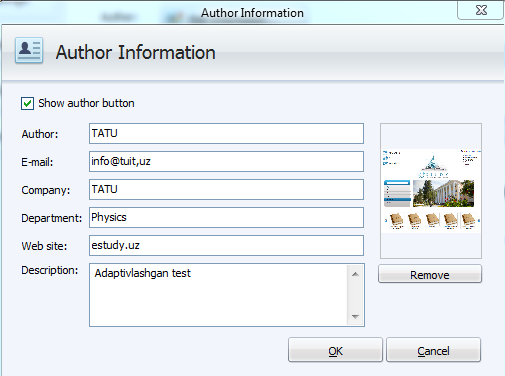 Author Information
Author Information
Show author button
Author: TATU
E-mail: info@tuit,uz
Company: TATU
Department: Physics
Web site: estudy.uz
Description: Adaptivlashgan test
Remove
OK
Cancel